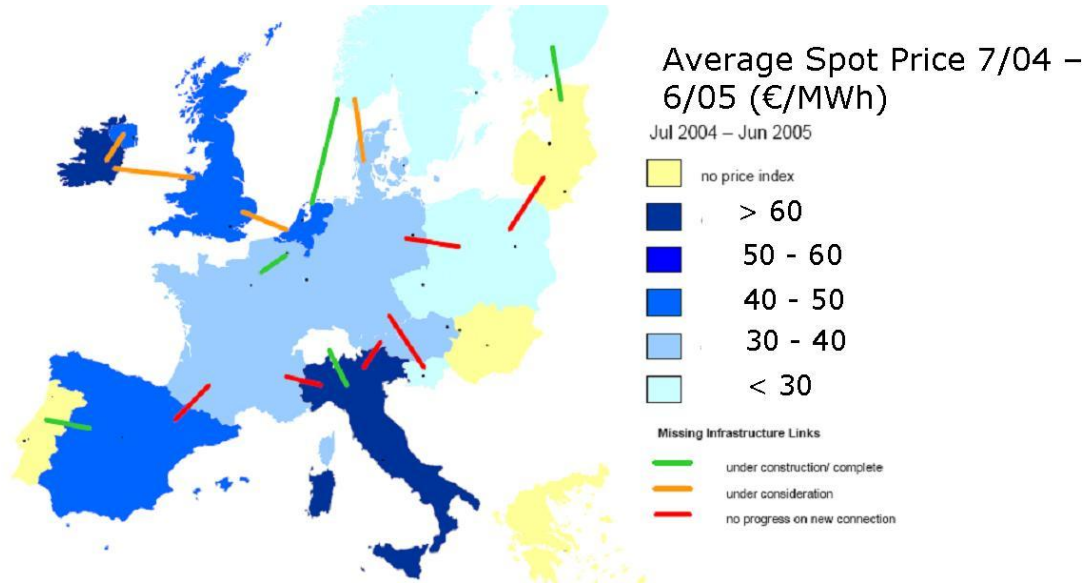 Average Spot Price 7/04 –
6/05 (€/MWh)
Jul 2004 – Jun 2005
no price index
> 60
50 - 60
40 - 50
30 - 40
< 30
Missing Infrastructure Links
under construction/ complete
under consideration
no progress on new connection